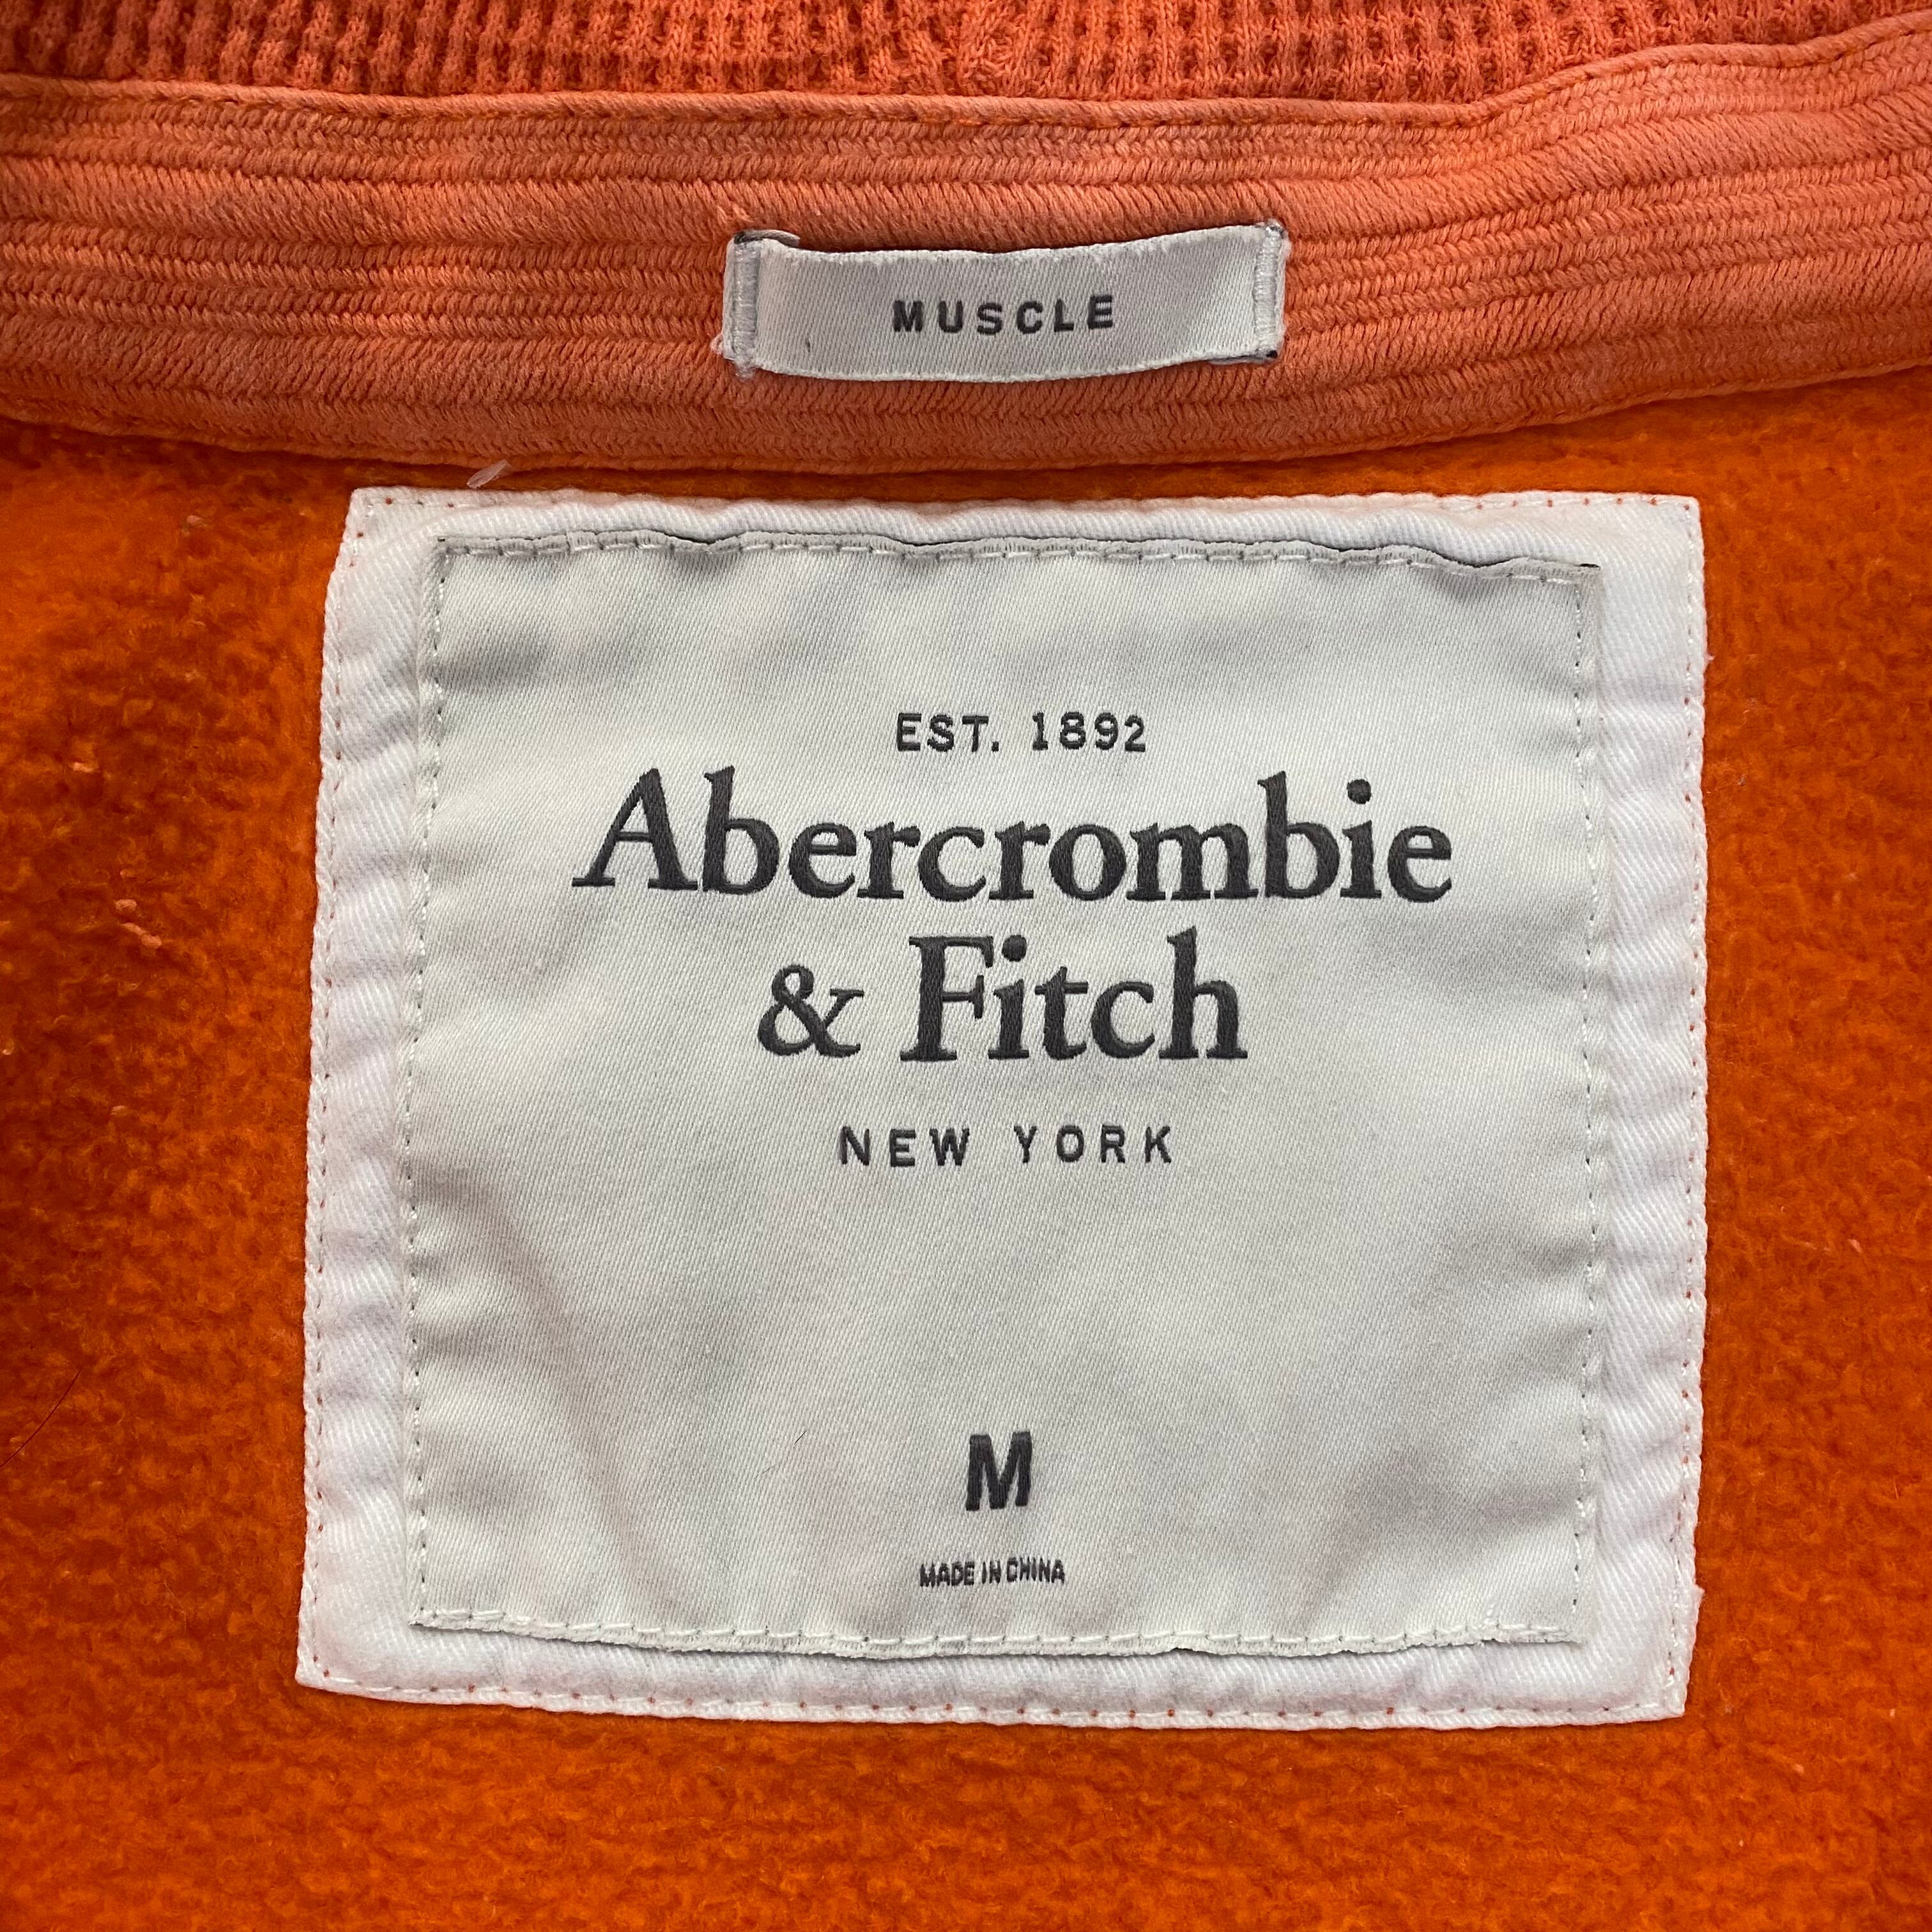 MUSCLE
EST. 1892
Abercrombie
& Fitch
NEW YORK
M
MADE IN CHINA